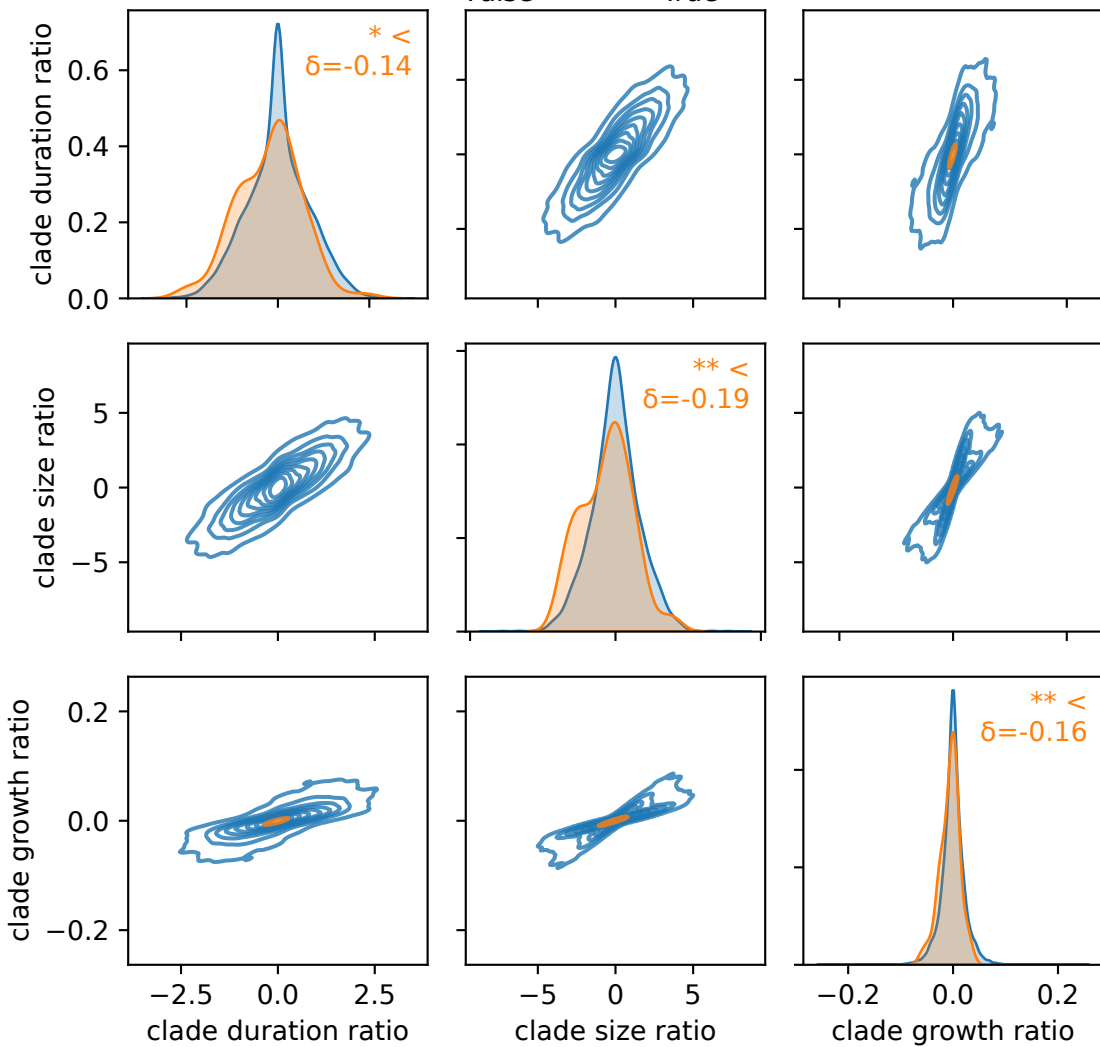 clade duration ratio
0.6
0.4
0.2
0.0
* <
δ=-0.14
clade size ratio
5
0
−5
** <
δ=-0.19
clade growth ratio
0.2
0.0
−0.2
** <
δ=-0.16
−2.5 0.0 2.5
−5 0 5
−0.2 0.0 0.2
clade duration ratio
clade size ratio
clade growth ratio